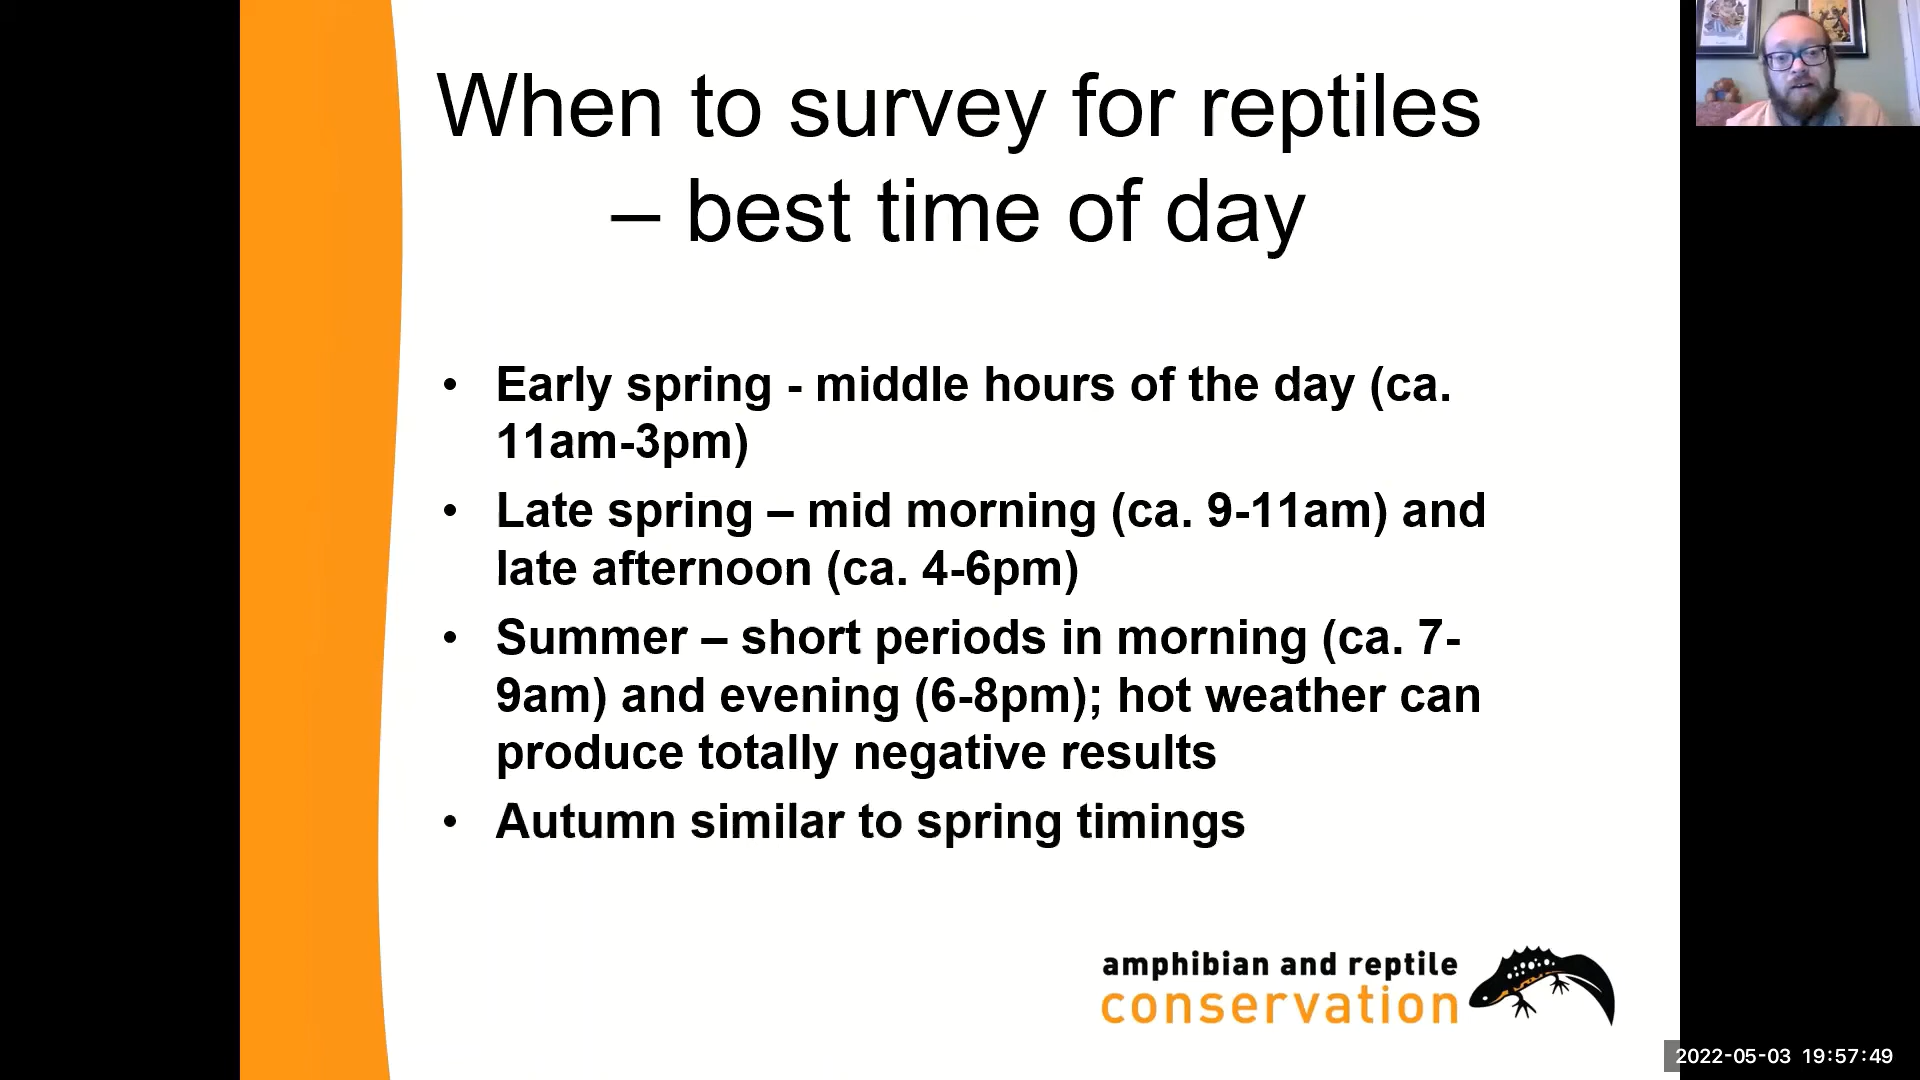 When to survey for reptiles
– best time of day
• Early spring - middle hours of the day (ca.
11am-3pm)
• Late spring – mid morning (ca. 9-11am) and
late afternoon (ca. 4-6pm)
• Summer – short periods in morning (ca. 7-
9am) and evening (6-8pm); hot weather can
produce totally negative results
• Autumn similar to spring timings
amphibian and reptile
conservation
2022-05-03 19:57:49